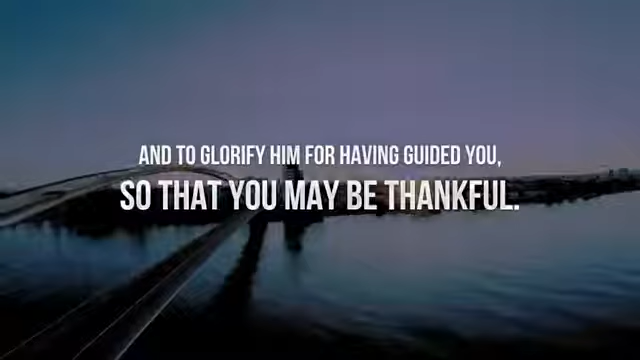 AND TO GLORIFY HIM FOR HAVING GUIDED YOU,
SO THAT YOU MAY BE THANKFUL.